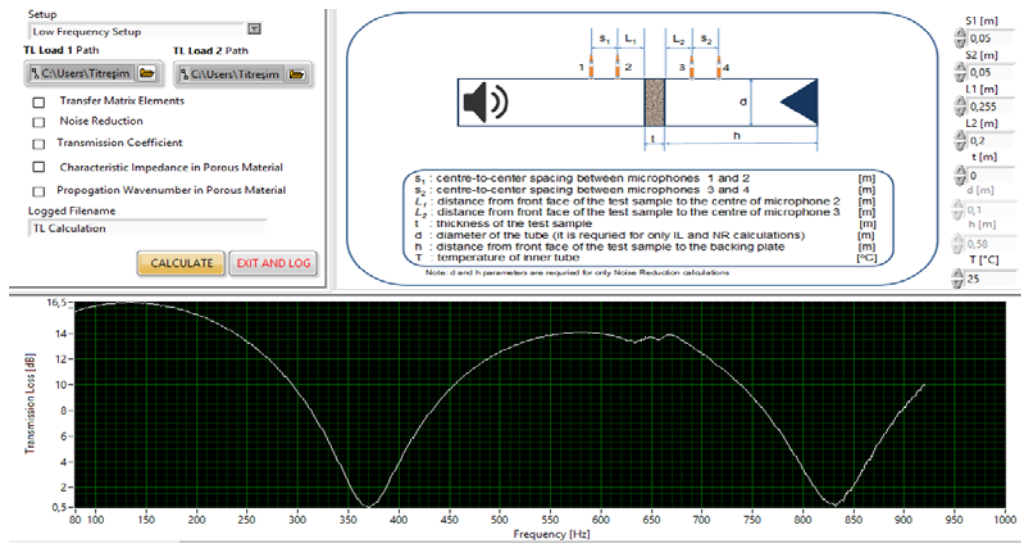 Setup
Low Frequency Setup
TL Load 1 Path
TL Load 2 Path
C:\Users\Titreşim
C:\Users\Titreşim
Transfer Matrix Elements
Noise Reduction
Transmission Coefficient
Characteristic Impedance in Porous Material
Propogation Wavenumber in Porous Material
Logged Filename
TL Calculation
CALCULATE
EXIT AND LOG
s₁ L₁ L₂ s₂
1 2 3 4
d
t h
s₁ : centre-to-center spacing between microphones 1 and 2 [m]
s₂ : centre-to-center spacing between microphones 3 and 4 [m]
L₁ : distance from front face of the test sample to the centre of microphone 2 [m]
L₂ : distance from front face of the test sample to the centre of microphone 3 [m]
t : thickness of the test sample [m]
d : diameter of the tube (it is requried for only IL and NR calculations) [m]
h : distance from front face of the test sample to the backing plate [m]
T : temperature of inner tube [°C]
Note: d and h parameters are requried for only Noise Reduction calculations
S1 [m]
0,05
S2 [m]
0,05
L1 [m]
0,255
L2 [m]
0,2
t [m]
0
d [m]
0,1
h [m]
0,58
T [°C]
25
Transmission Loss [dB]
16,5
14
12
10
8
6
4
2
0,5
80 100 150 200 250 300 350 400 450 500 550 600 650 700 750 800 850 900 950 1000
Frequency [Hz]